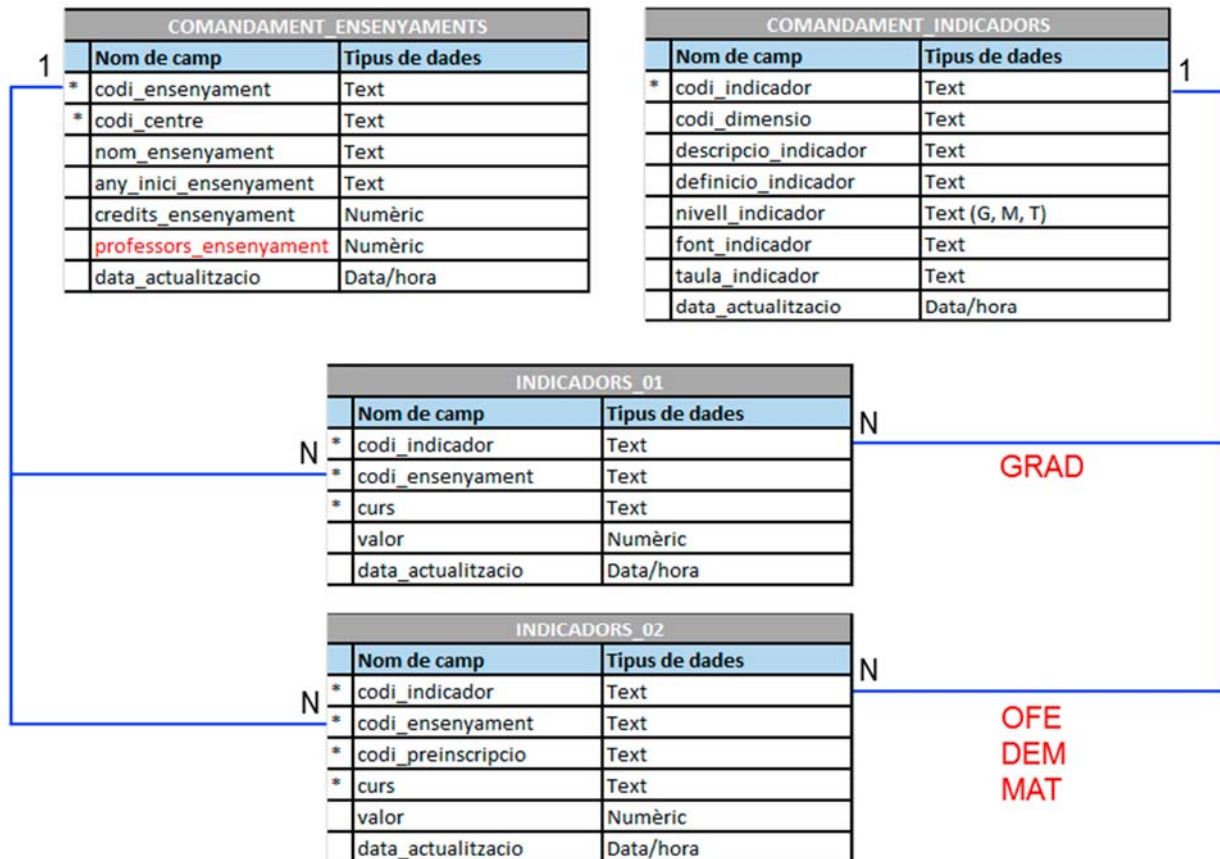 COMANDAMENT_ENSENYAMENTS
Nom de camp Tipus de dades
1
* codi_ensenyament Text
* codi_centre Text
nom_ensenyament Text
any_inici_ensenyament Text
credits_ensenyament Numèric
professors_ensenyament Numèric
data_actualitzacio Data/hora
COMANDAMENT_INDICADORS
Nom de camp Tipus de dades
1
* codi_indicador Text
codi_dimensio Text
descripcio_indicador Text
definicio_indicador Text
nivell_indicador Text (G, M, T)
font_indicador Text
taula_indicador Text
data_actualitzacio Data/hora
INDICADORS_01
Nom de camp Tipus de dades
N
* codi_indicador Text
N
* codi_ensenyament Text
* curs Text
valor Numèric
data_actualitzacio Data/hora
GRAD
INDICADORS_02
Nom de camp Tipus de dades
N
* codi_indicador Text
N
* codi_ensenyament Text
* codi_preinscripcio Text
* curs Text
valor Numèric
data_actualitzacio Data/hora
OFE
DEM
MAT